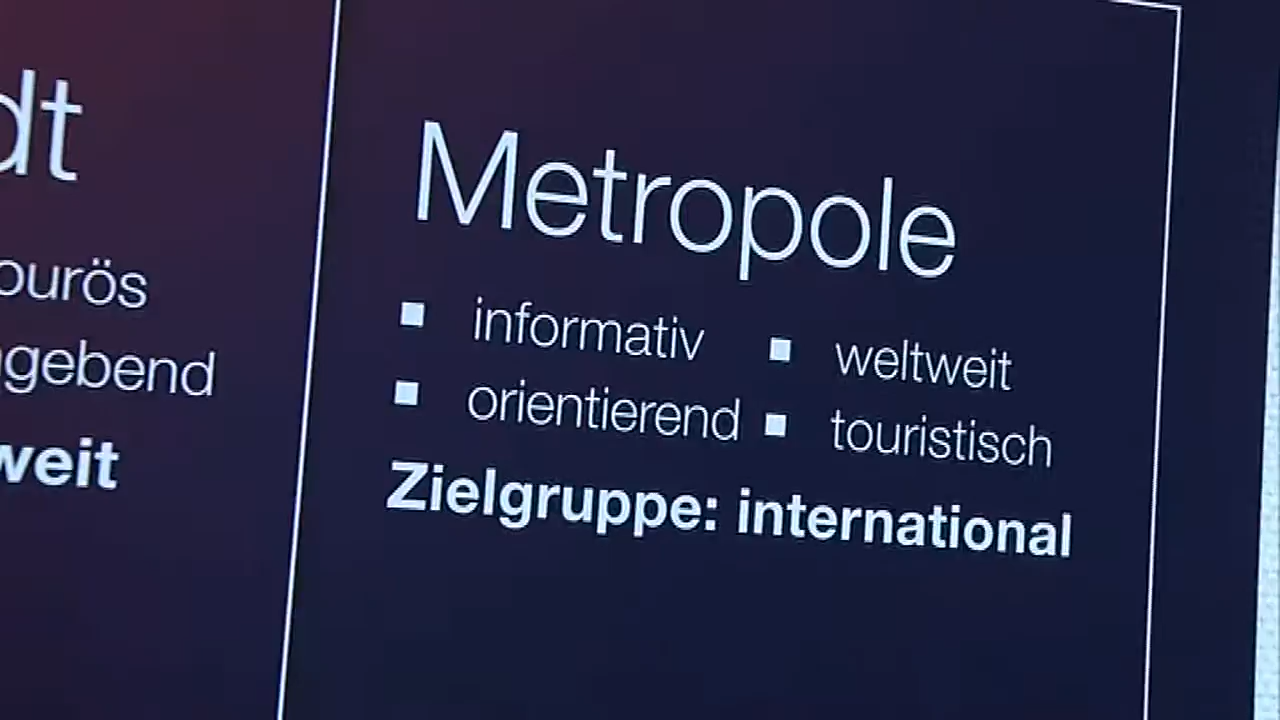 dt
ourös
gebend
weit
Metropole
informativ weltweit
orientierend touristisch
Zielgruppe: international